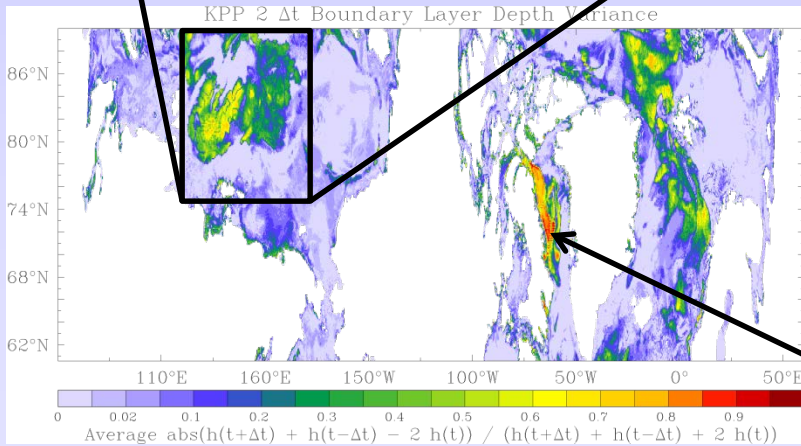 KPP 2 Δt Boundary Layer Depth Variance
86°N
80°N
74°N
68°N
62°N
110°E 160°E 150°W 100°W 50°W 0° 50°E
0 0.02 0.1 0.2 0.3 0.4 0.5 0.6 0.7 0.8 0.9
Average abs(h(t+Δt) + h(t−Δt) − 2 h(t)) / (h(t+Δt) + h(t−Δt) + 2 h(t))